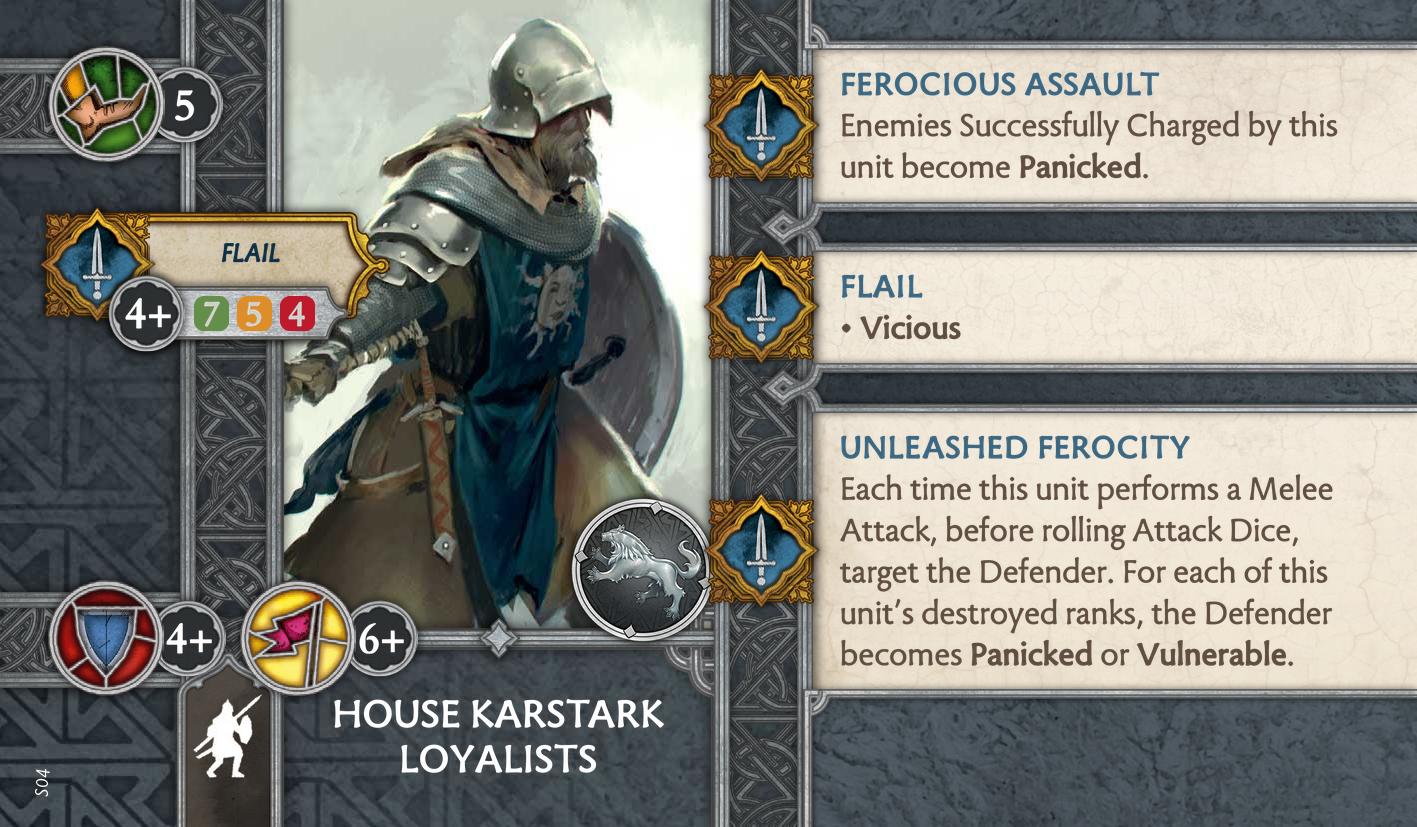 5
FLAIL
4+ 7 5 4
4+ 6+
HOUSE KARSTARK
LOYALISTS
S04
FEROCIOUS ASSAULT
Enemies Successfully Charged by this
unit become Panicked.
FLAIL
• Vicious
UNLEASHED FEROCITY
Each time this unit performs a Melee
Attack, before rolling Attack Dice,
target the Defender. For each of this
unit's destroyed ranks, the Defender
becomes Panicked or Vulnerable.